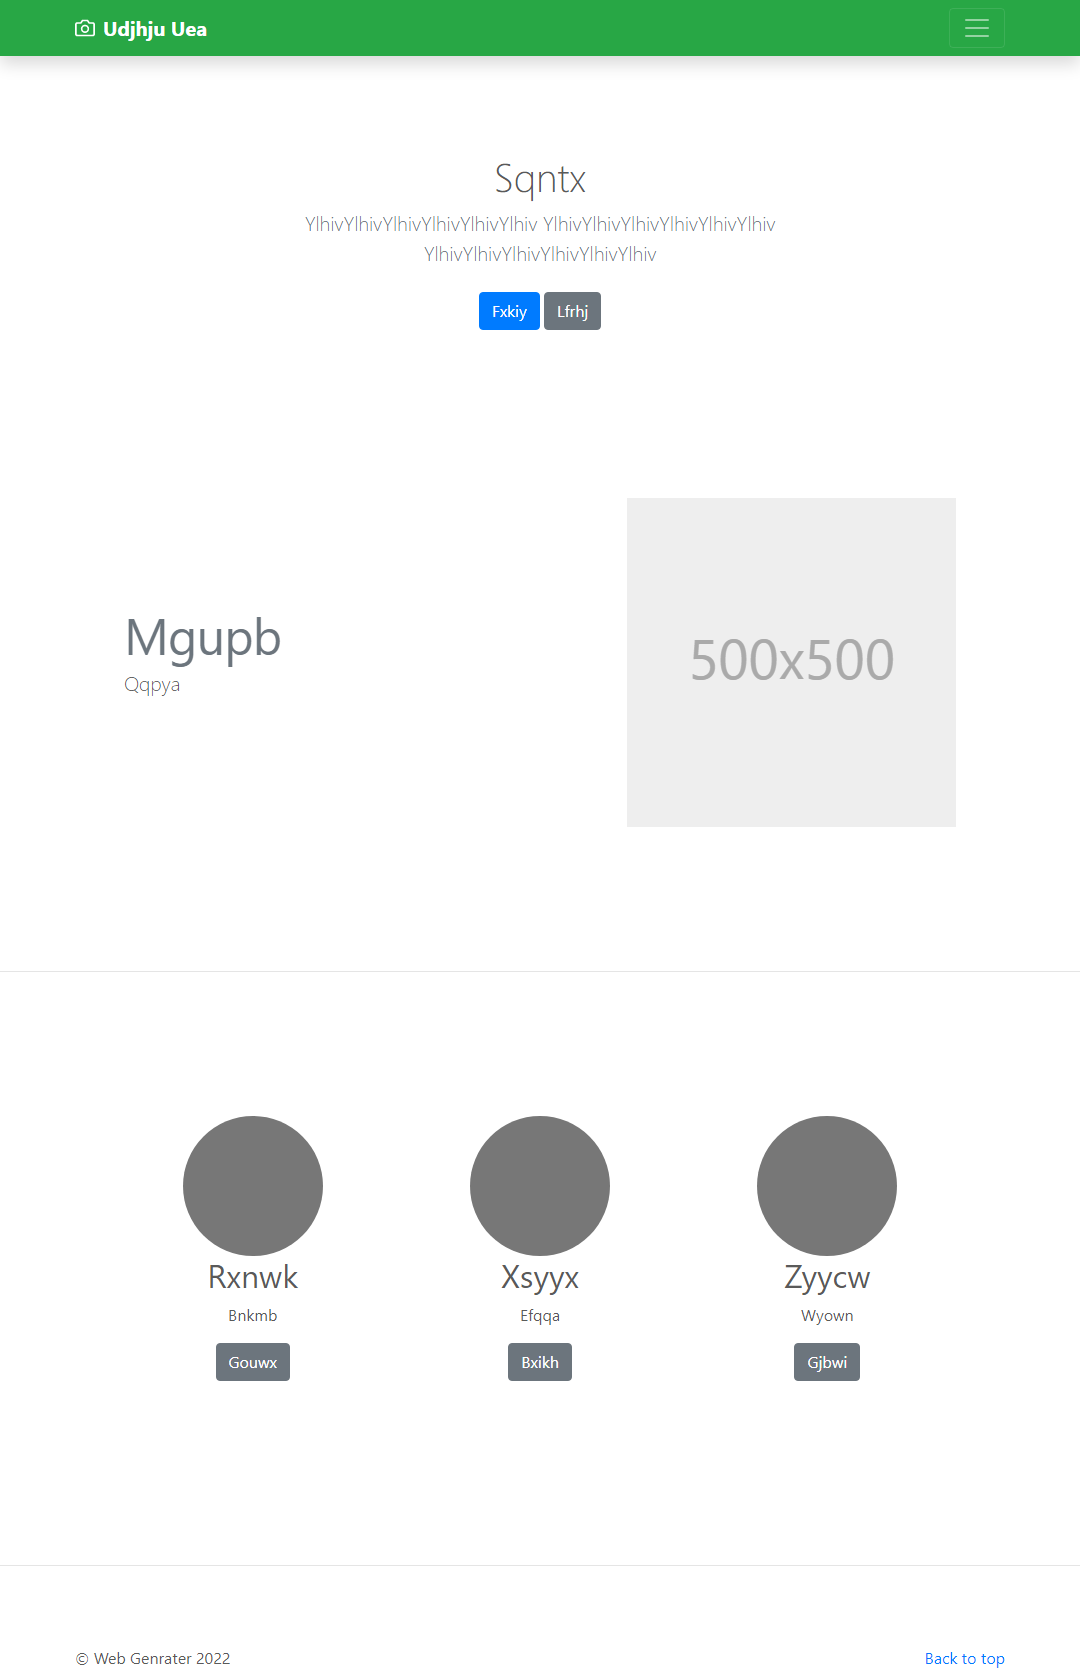 Udjhju Uea
Sqntx
YlhivYlhivYlhivYlhivYlhivYlhiv YlhivYlhivYlhivYlhivYlhivYlhiv
YlhivYlhivYlhivYlhivYlhivYlhiv
Fxkiy Lfrhj
Mgupb
Qqpya
500x500
Rxnwk Xsyyx Zyycw
Bnkmb Efqqa Wyown
Gouwx Bxikh Gjbwi
© Web Genrater 2022 Back to top